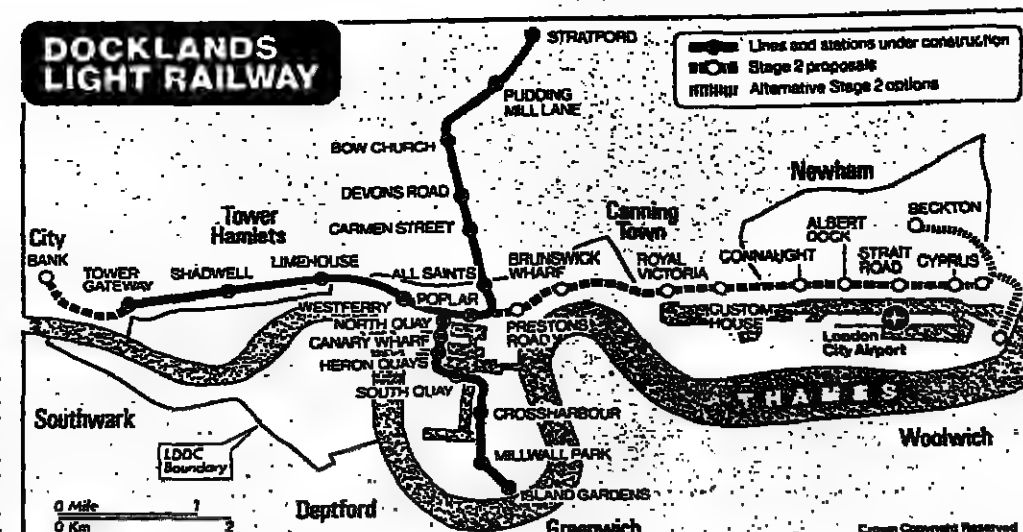 DOCKLANDS
LIGHT RAILWAY
STRATFORD
Lines and stations under construction
Stage 2 proposals
Alternative Stage 2 options
PUDDING
MILL LANE
BOW CHURCH
Newham
DEVONS ROAD
Tower
Hamlets
Canning
Town
ALBERT
DOCK
BECKTON
CARMEN STREET
City
BANK
TOWER
GATEWAY
SHADWELL
LIMEHOUSE
ALL SAINTS
BRUNSWICK
WHARF
ROYAL
VICTORIA
CONNAUGHT
STRAIT
ROAD
CYPRUS
WESTFERRY
POPLAR
NORTH QUAY
CANARY WHARF
HERON QUAYS
PRESTONS
ROAD
CUSTOM
HOUSE
London
City Airport
SOUTH QUAY
THAMES
Southwark
CROSSHARBOUR
Woolwich
LDDC
Boundary
MILLWALL PARK
ISLAND GARDENS
0 Mile 1
0 Km 2
Deptford
Greenwich
Crown Copyright Reserved